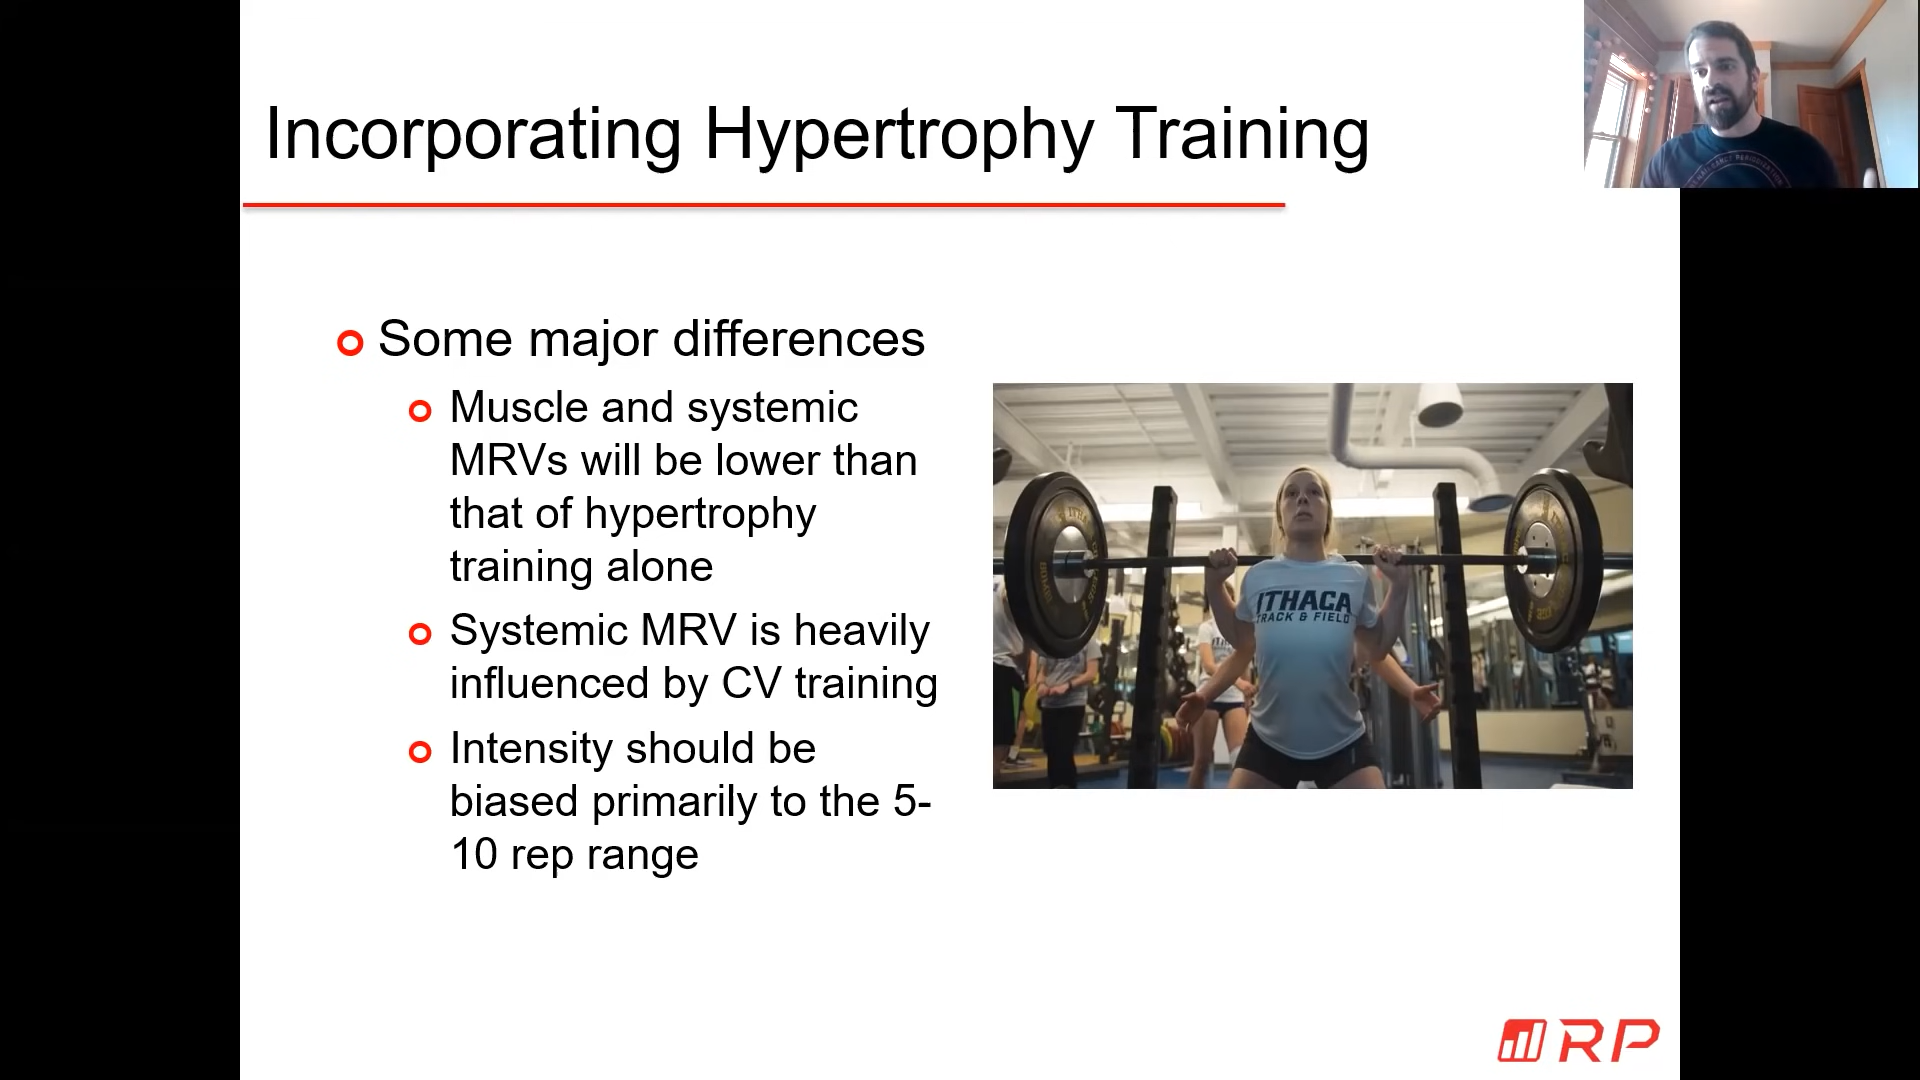 Incorporating Hypertrophy Training
Some major differences
Muscle and systemic
MRVs will be lower than
that of hypertrophy
training alone
Systemic MRV is heavily
influenced by CV training
Intensity should be
biased primarily to the 5-
10 rep range
ITHACA
TRACK & FIELD
RP